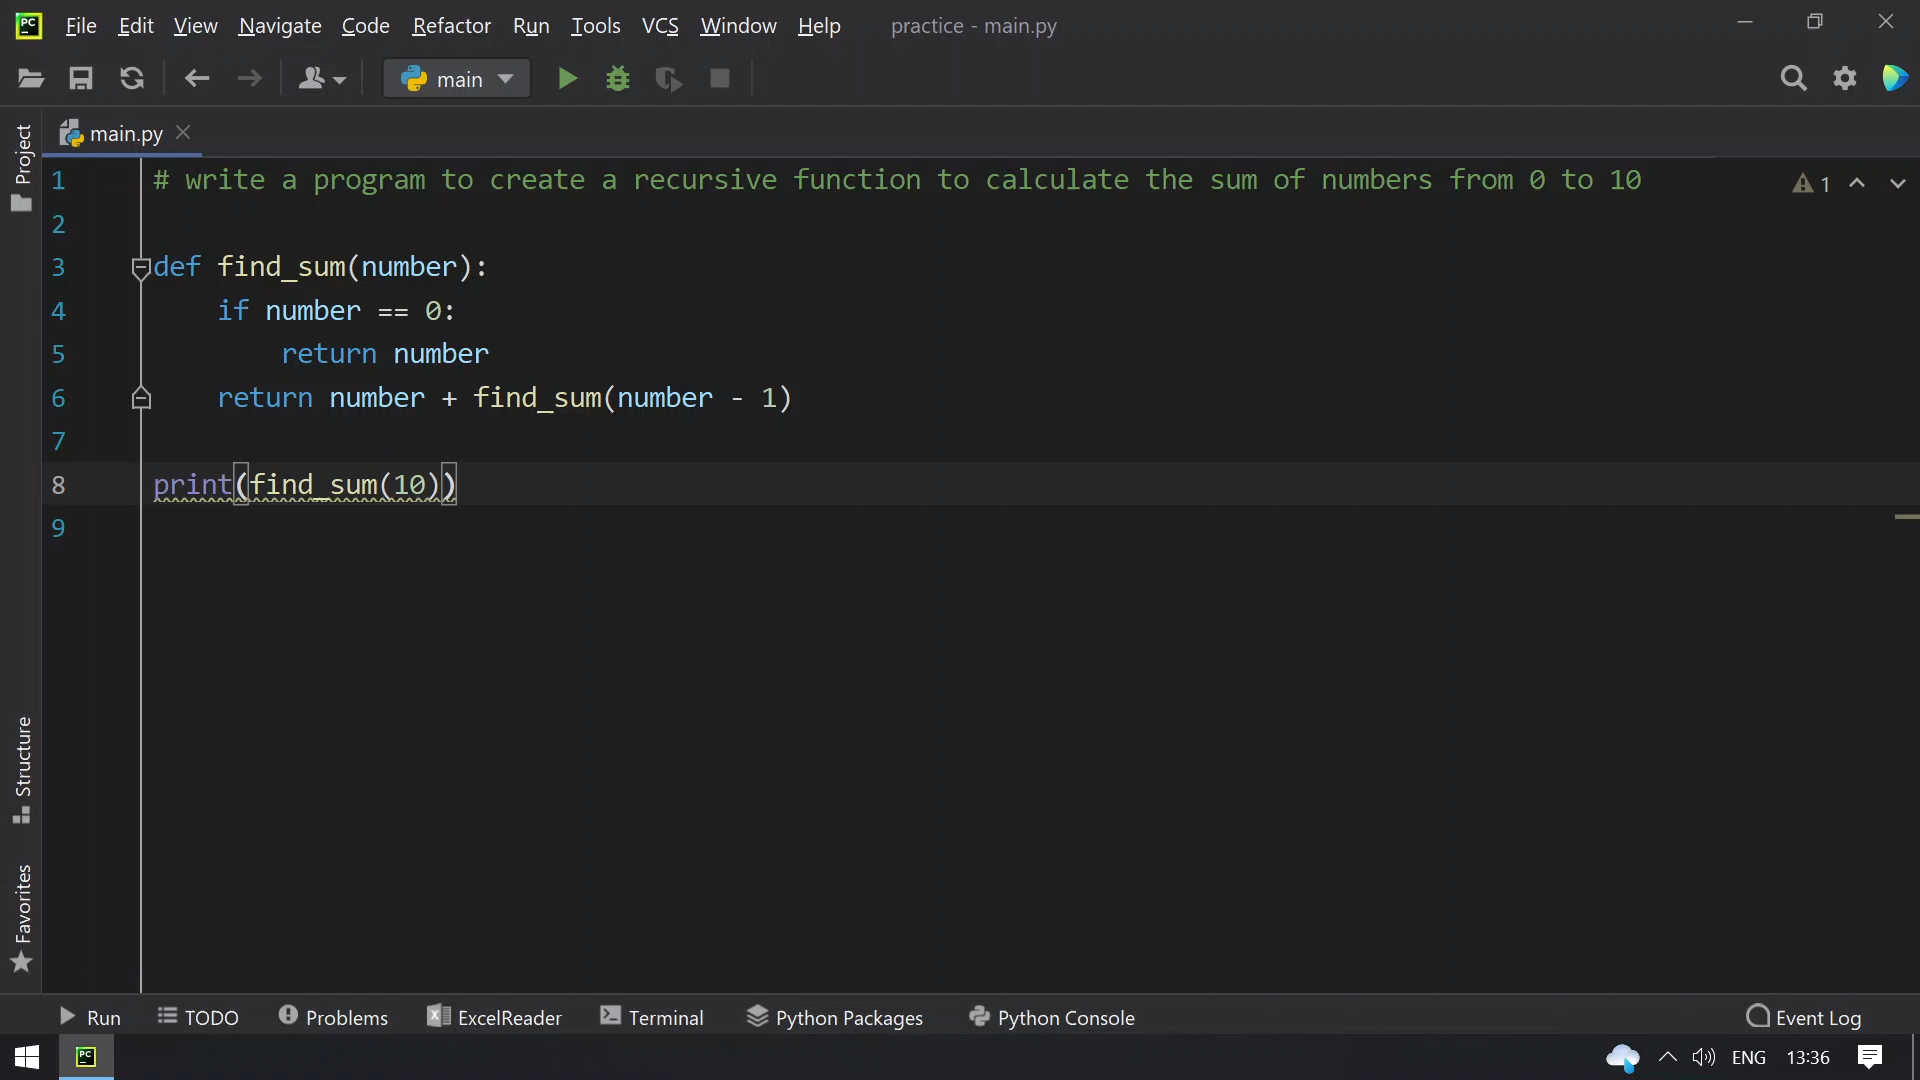 PC File Edit View Navigate Code Refactor Run Tools VCS Window Help practice - main.py
main
main.py
Project
1 # write a program to create a recursive function to calculate the sum of numbers from 0 to 10
1
2
3 def find_sum(number):
4 if number == 0:
5 return number
6 return number + find_sum(number - 1)
7
8 print(find_sum(10))
9
Structure
Favorites
Run TODO Problems ExcelReader Terminal Python Packages Python Console Event Log
PC ENG 13:36